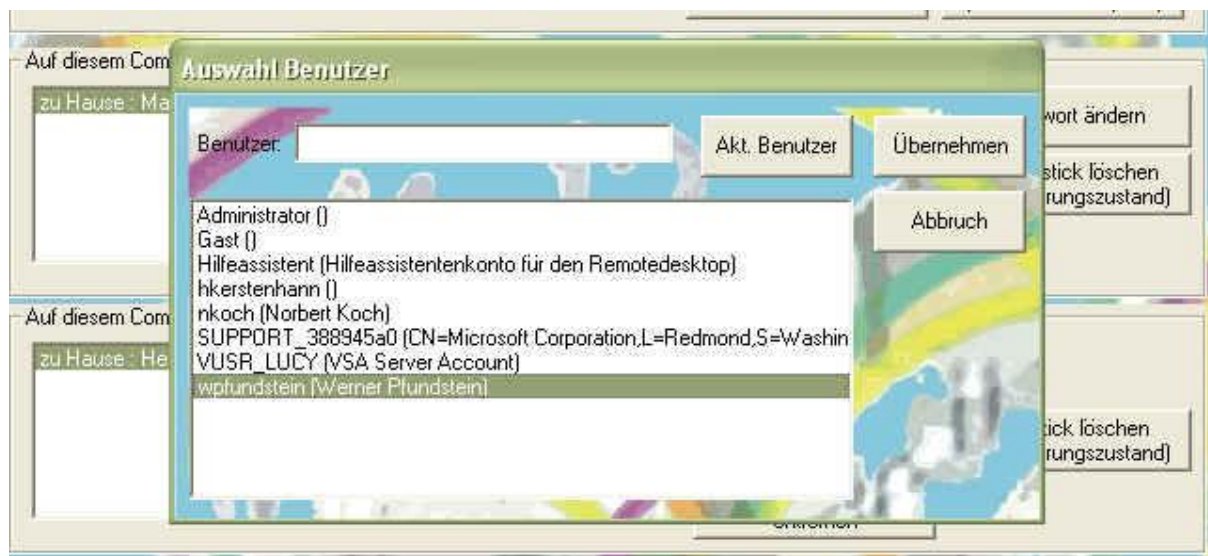 Auf diesem Com
Auswahl Benutzer
zu Hause : Ma
Benutzer:
Akt. Benutzer
Übernehmen
wort ändern
stick löschen
rungszustand)
Abbruch
Administrator ()
Gast ()
Hilfeassistent (Hilfeassistentenkonto für den Remotedesktop)
hkerstenhann ()
nkoch (Norbert Koch)
SUPPORT_388945a0 (CN=Microsoft Corporation,L=Redmond,S=Washin
VUSR_LUCY (VSA Server Account)
wpfundstein (Werner Pfundstein)
Auf diesem Com
zu Hause : He
tick löschen
rungszustand)